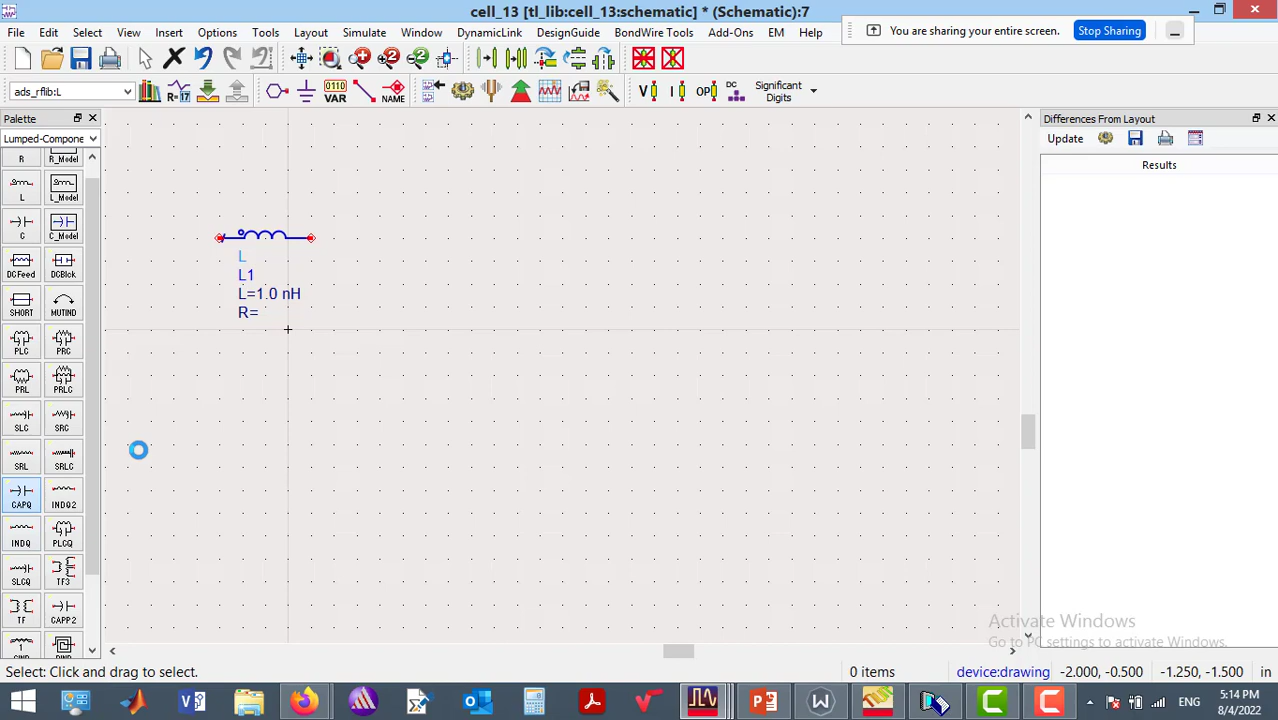 cell_13 [tl_lib:cell_13:schematic] * (Schematic):7
You are sharing your entire screen.
Stop Sharing
File Edit Select View Insert Options Tools Layout Simulate Window DynamicLink DesignGuide BondWire Tools Add-Ons EM Help
ads_rflib:L
R=17
VAR
NAME
V I OP DC
Significant Digits
Palette
Lumped-Compone
R R_Model
L L_Model
C C_Model
DCFeed DCBlck
SHORT MUTIND
PLC PRC
PRL PRLC
SLC SRC
SRL SRLC
CAPQ INDQ2
INDQ PLCQ
SLCQ TF3
TF CAPP2
L
L1
L=1.0 nH
R=
Differences From Layout
Update
Results
Activate Windows
Go to PC settings to activate Windows.
Select: Click and drag to select.
0 items
device:drawing
-2.000, -0.500
-1.250, -1.500
in
ENG
5:14 PM
8/4/2022